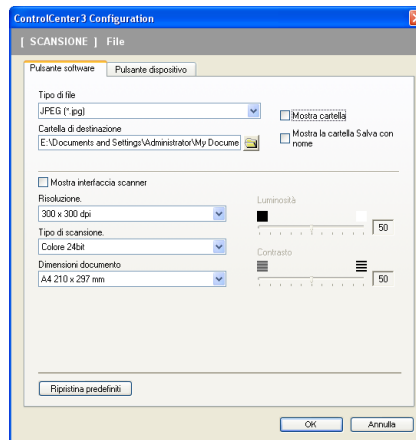 ControlCenter3 Configuration
[ SCANSIONE ] File
Pulsante software
Pulsante dispositivo
Tipo di file
JPEG (*.jpg)
Mostra cartella
Cartella di destinazione
E:\Documents and Settings\Administrator\My Docume
Mostra la cartella Salva con
nome
Mostra interfaccia scanner
Risoluzione.
300 x 300 dpi
Luminosità
50
Tipo di scansione.
Colore 24bit
Contrasto
50
Dimensioni documento
A4 210 x 297 mm
Ripristina predefiniti
OK
Annulla